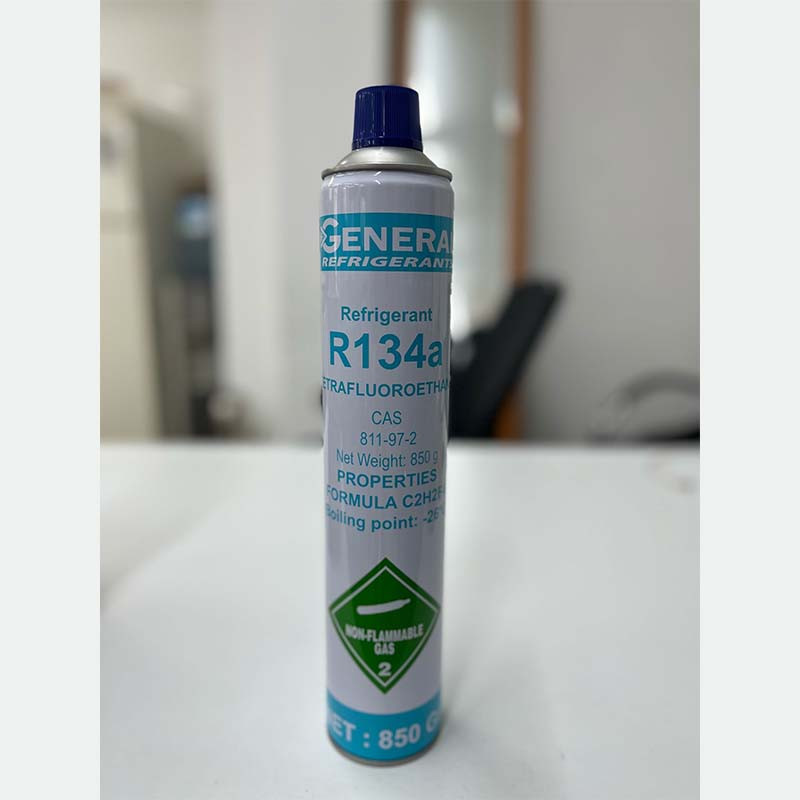 GENERAL
REFRIGERANTS
Refrigerant
R134a
ETRAFLUOROETHAN
CAS
811-97-2
Net Weight: 850 g
PROPERTIES
FORMULA C2H2F
Boiling point: -26°
NON-FLAMMABLE
GAS
2
ET : 850 G